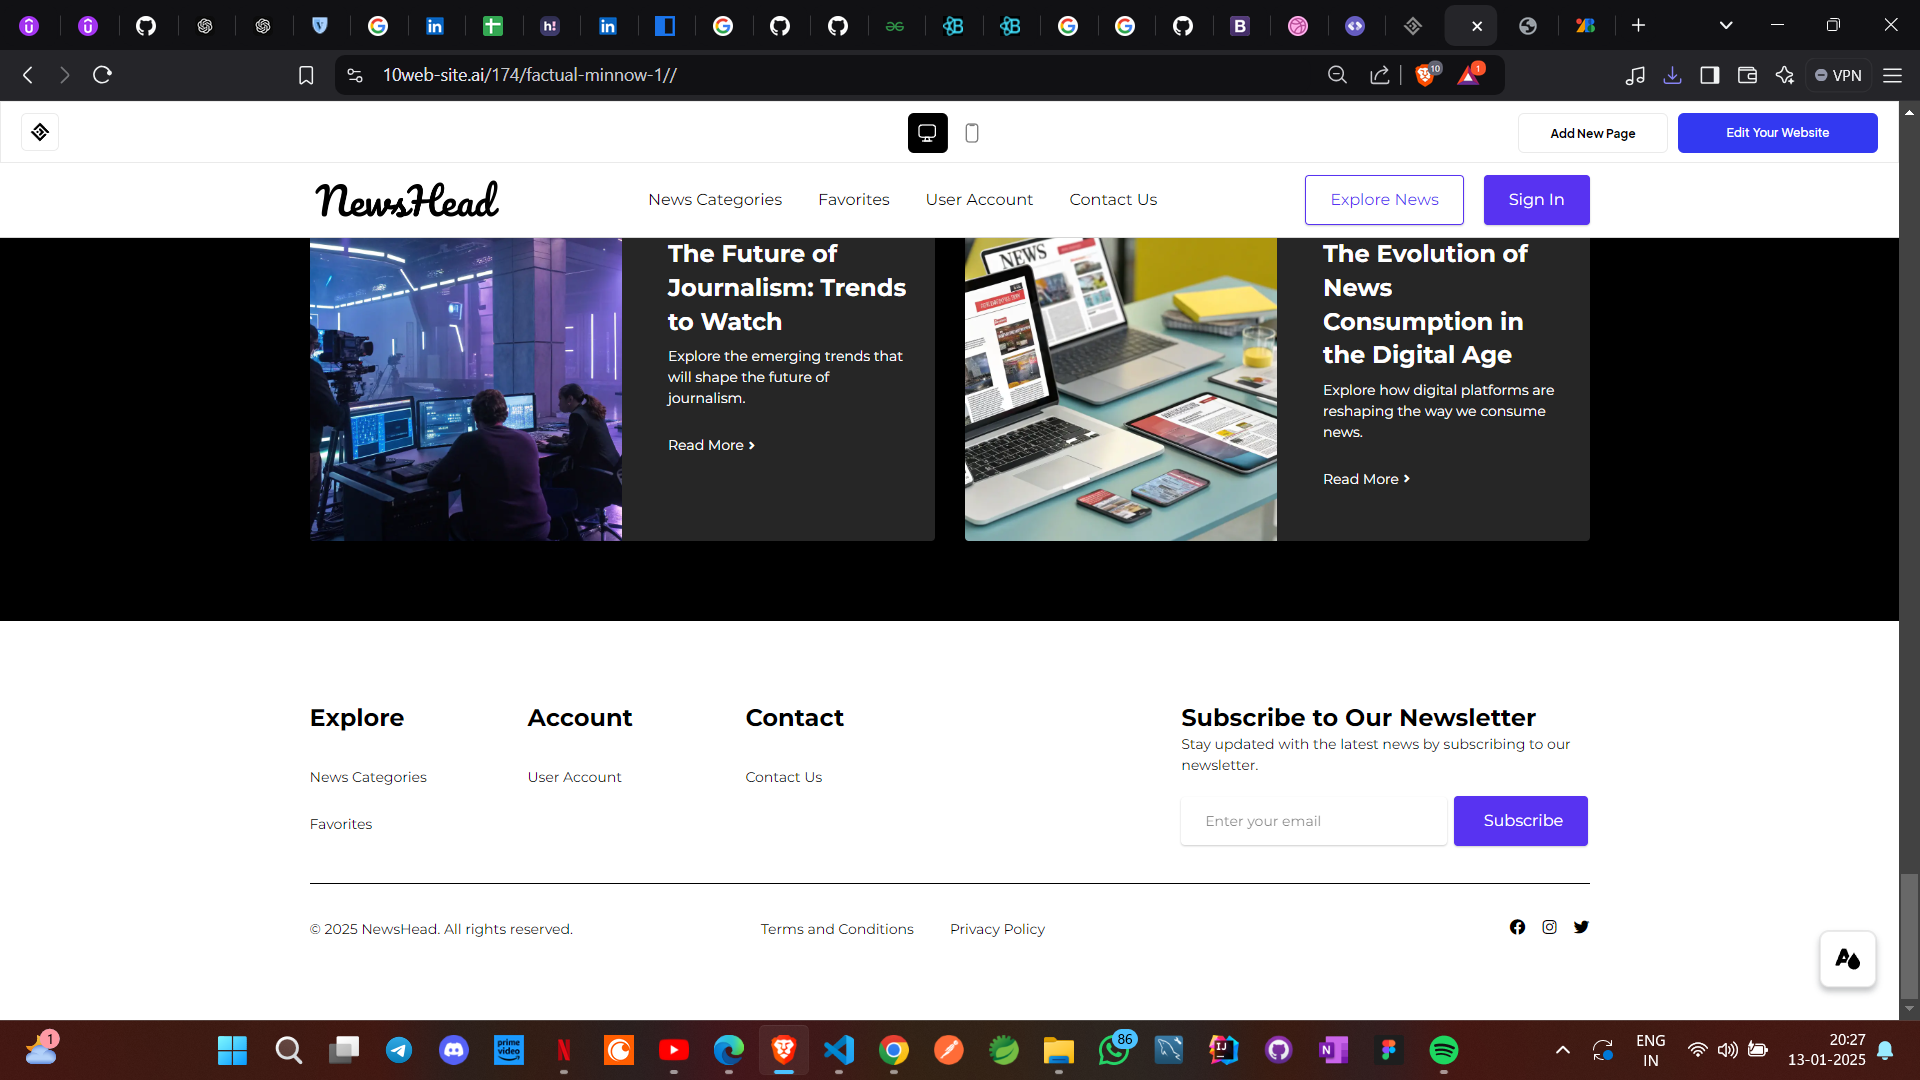 10web-site.ai/174/factual-minnow-1//
10
1
VPN
Add New Page
Edit Your Website
NewsHead
News Categories
Favorites
User Account
Contact Us
Explore News
Sign In
The Future of
Journalism: Trends
to Watch
Explore the emerging trends that
will shape the future of
journalism.
Read More
NEWS
The Evolution of
News
Consumption in
the Digital Age
Explore how digital platforms are
reshaping the way we consume
news.
Read More
Explore
News Categories
Favorites
Account
User Account
Contact
Contact Us
Subscribe to Our Newsletter
Stay updated with the latest news by subscribing to our
newsletter.
Enter your email
Subscribe
© 2025 NewsHead. All rights reserved.
Terms and Conditions
Privacy Policy
1
prime
video
86
ENG
IN
20:27
13-01-2025